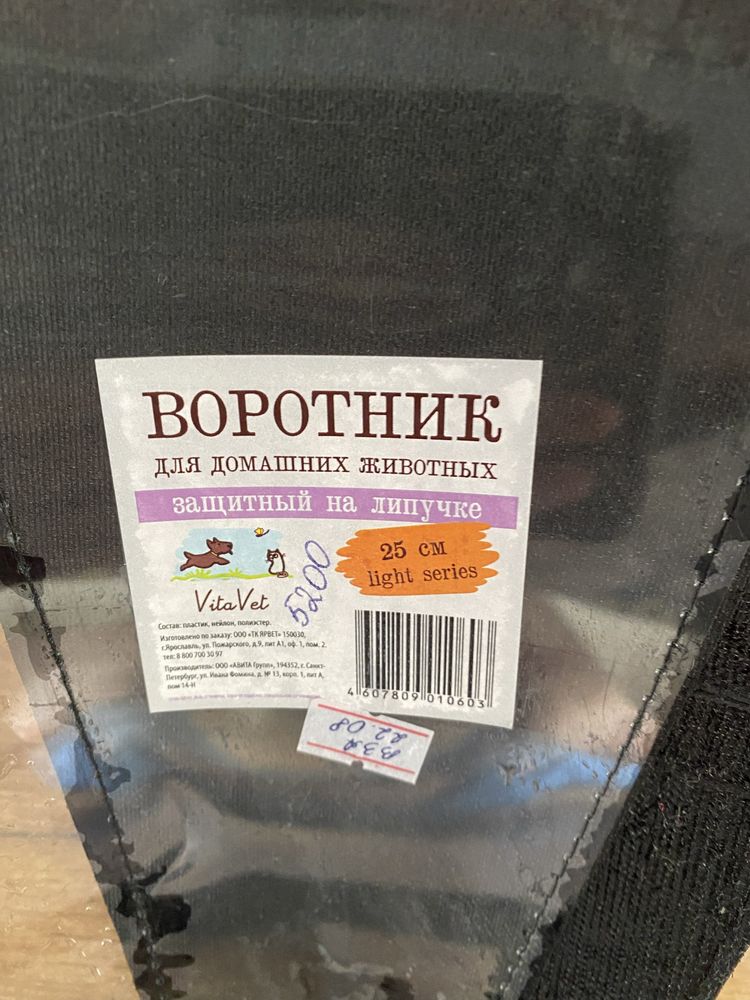 ВОРОТНИК
ДЛЯ ДОМАШНИХ ЖИВОТНЫХ
защитный на липучке
25 см
light series
VitaVet
5200
Состав: пластик, нейлон, полиэстер.
Изготовлено по заказу: ООО «ТК ЯРВЕТ» 150030,
г.Ярославль, ул. Пожарского, д.9, лит А1, оф. 1, пом. 2.
тел: 8 800 700 30 97
Производитель: ООО «АВИТА Групп», 194352, г. Санкт-
Петербург, ул. Ивана Фомина, д. № 13, корп. 1, лит А,
пом 14-Н
4 607809 010603
22.08